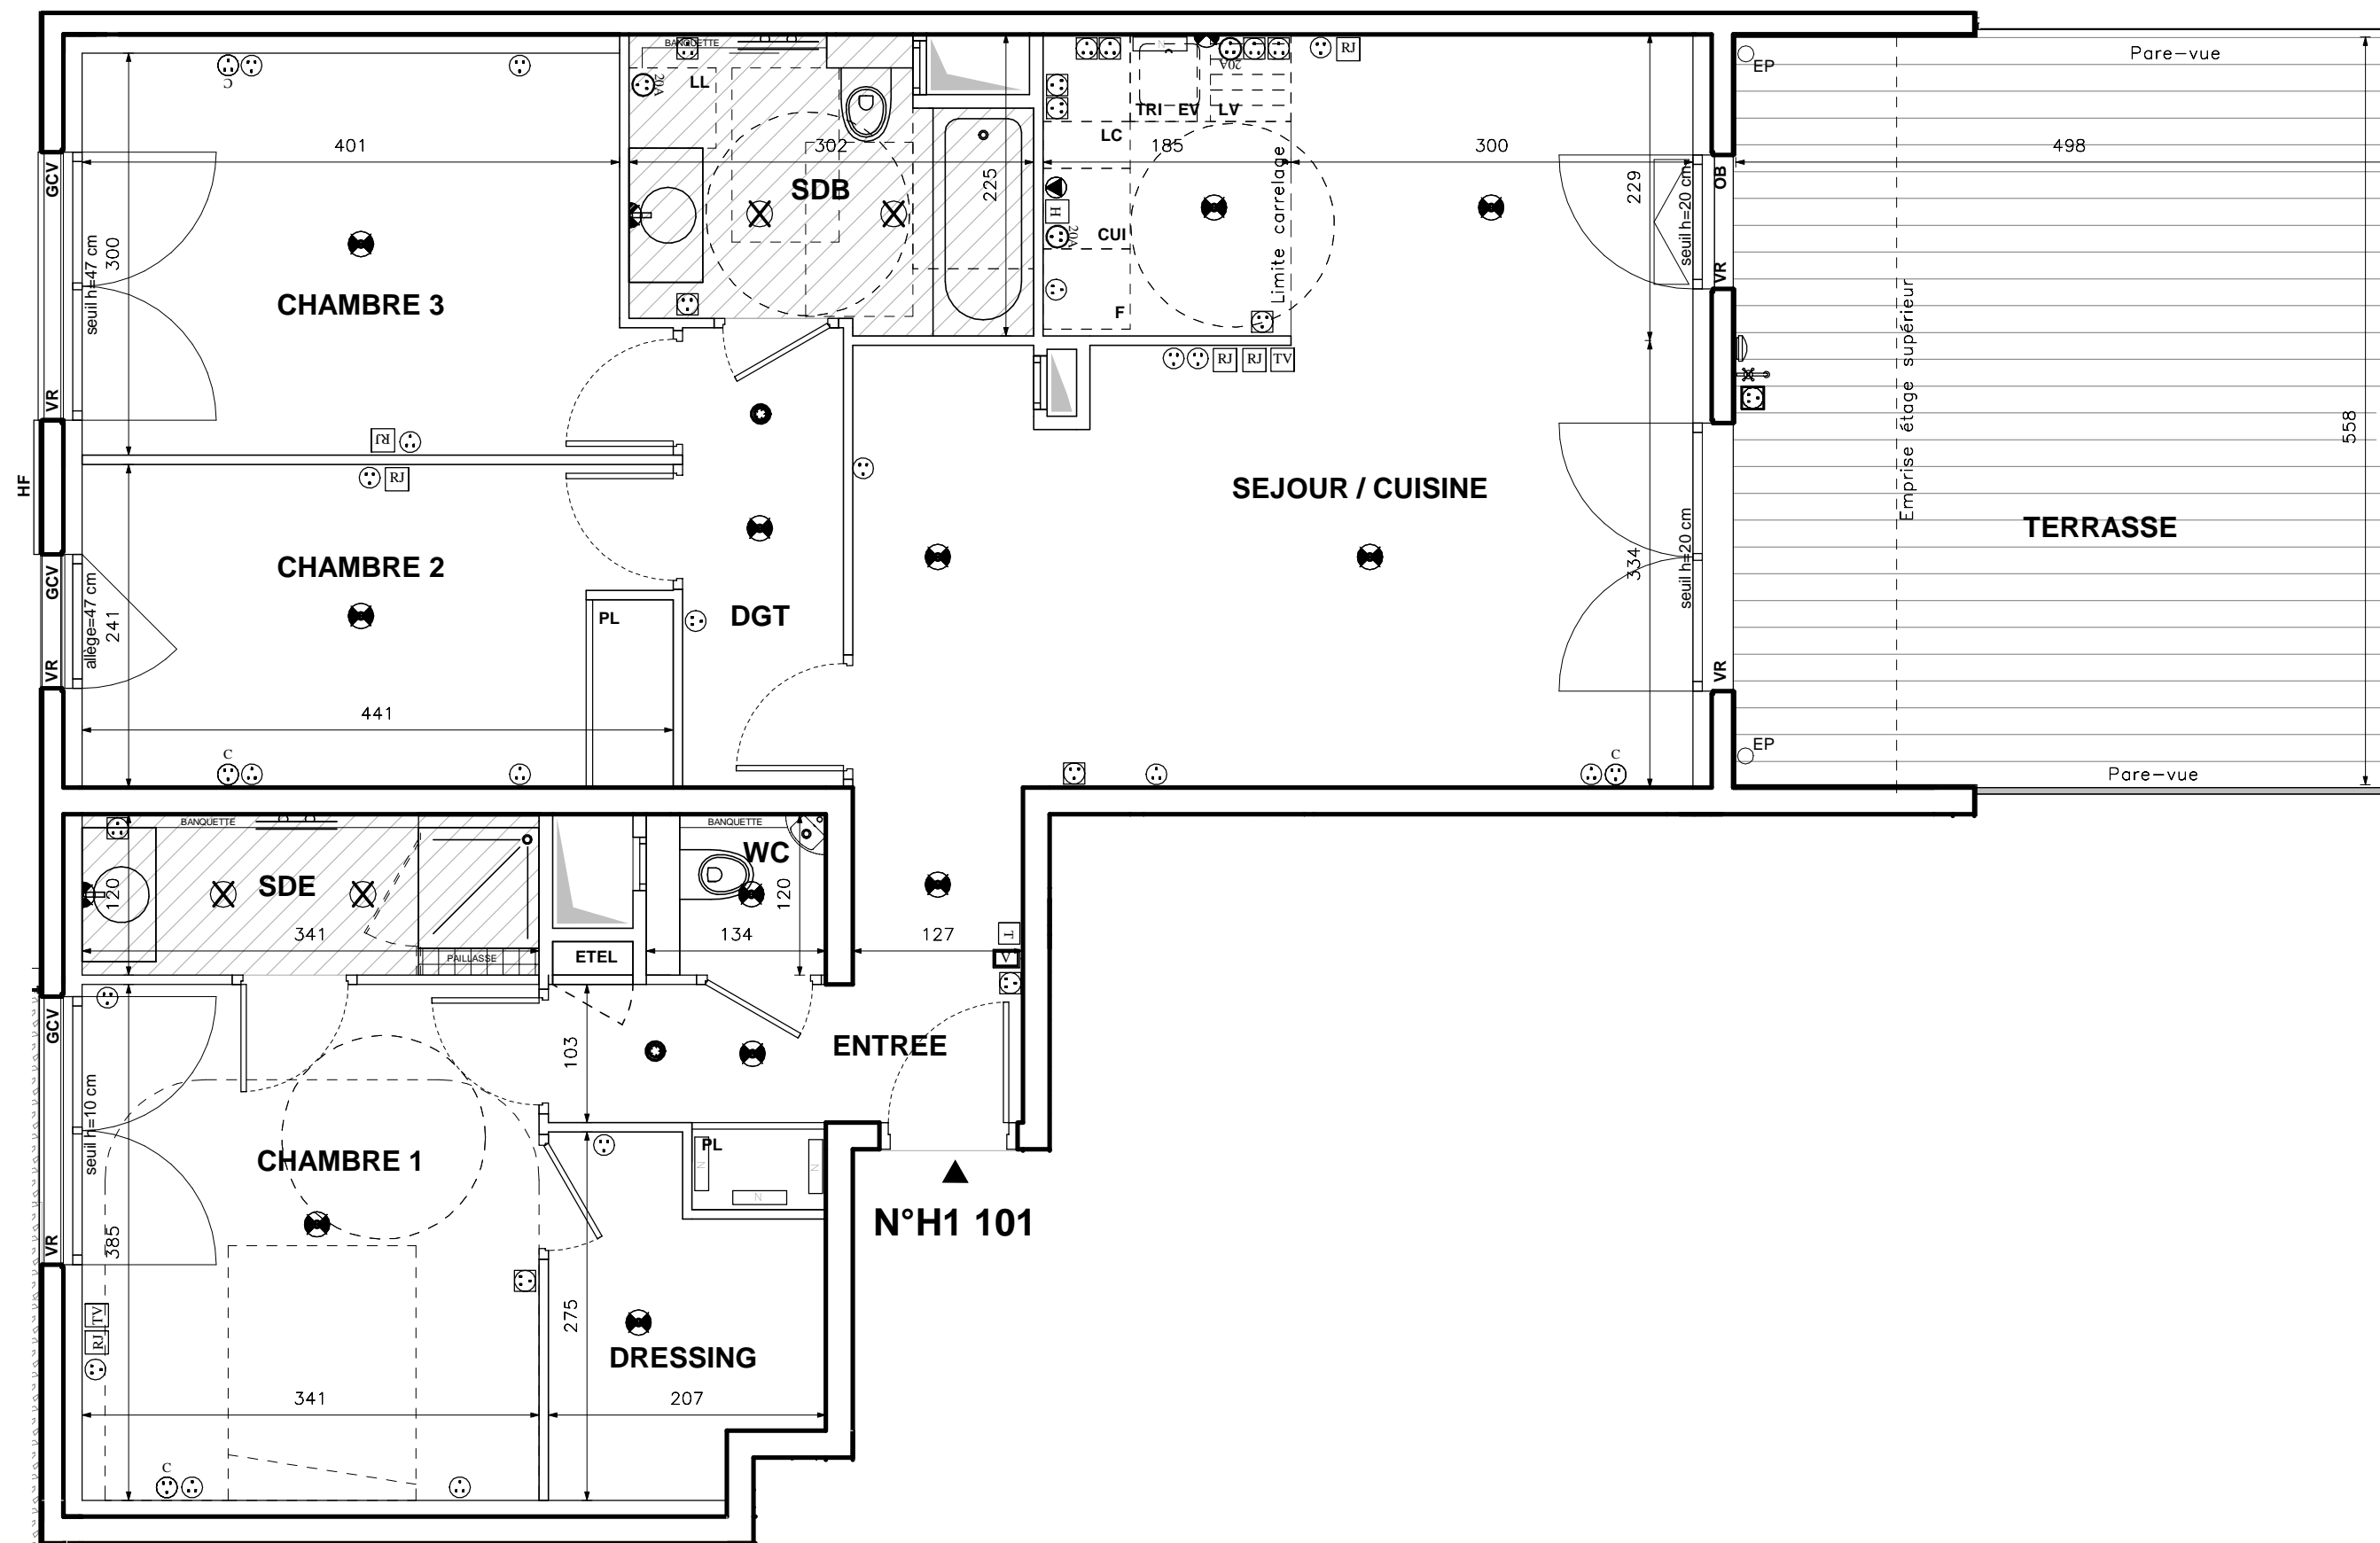 Pare-vue
EP
BANQUETTE
C
20A
LL
RJ
20A
TRI EV LV
LC
401
302
185
300
498
GCV
SDB
225
Limite carrelage
229
seuil h=20 cm
OB
VR
300
seuil h=47 cm
CHAMBRE 3
H
20A
CUI
F
Emprise étage supérieur
VR
RJ
RJ
RJ
TV
558
HF
RJ
SEJOUR / CUISINE
TERRASSE
GCV
allège=47 cm
241
CHAMBRE 2
PL
DGT
334
seuil h=20 cm
VR
VR
441
C
C
EP
Pare-vue
BANQUETTE
BANQUETTE
WC
SDE
120
120
341
134
127
T
V
PAILLASSE
ETEL
GCV
103
ENTREE
seuil h=10 cm
CHAMBRE 1
PL
N
N
N
N°H1 101
VR
385
TV
RJ
275
DRESSING
341
207
C